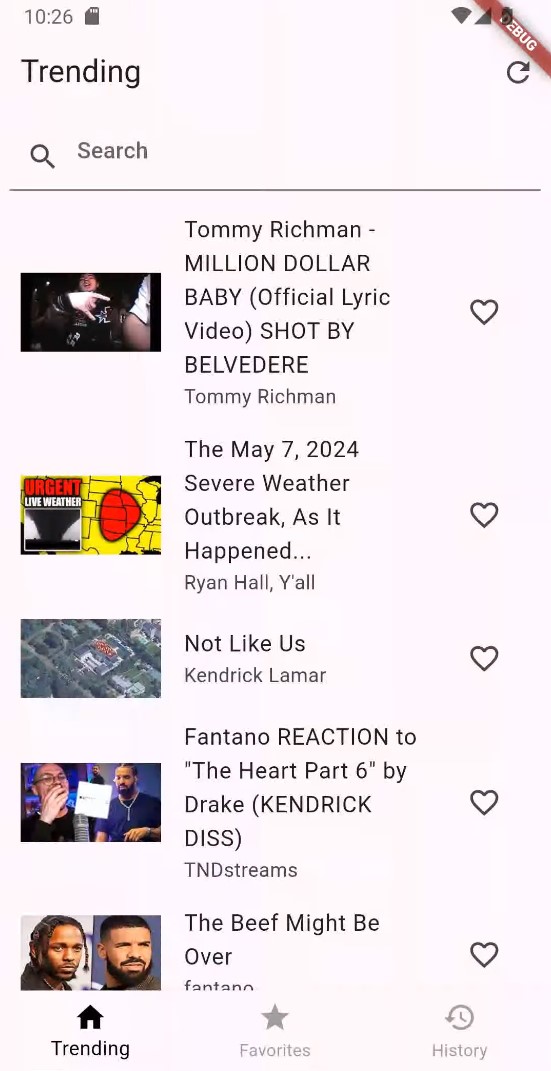 10:26
DEBUG
Trending
Search
Tommy Richman -
MILLION DOLLAR
BABY (Official Lyric
Video) SHOT BY
BELVEDERE
Tommy Richman
The May 7, 2024
Severe Weather
Outbreak, As It
Happened...
Ryan Hall, Y'all
URGENT
LIVE WEATHER
Not Like Us
Kendrick Lamar
Fantano REACTION to
"The Heart Part 6" by
Drake (KENDRICK
DISS)
TNDstreams
The Beef Might Be
Over
fantano
Trending
Favorites
History